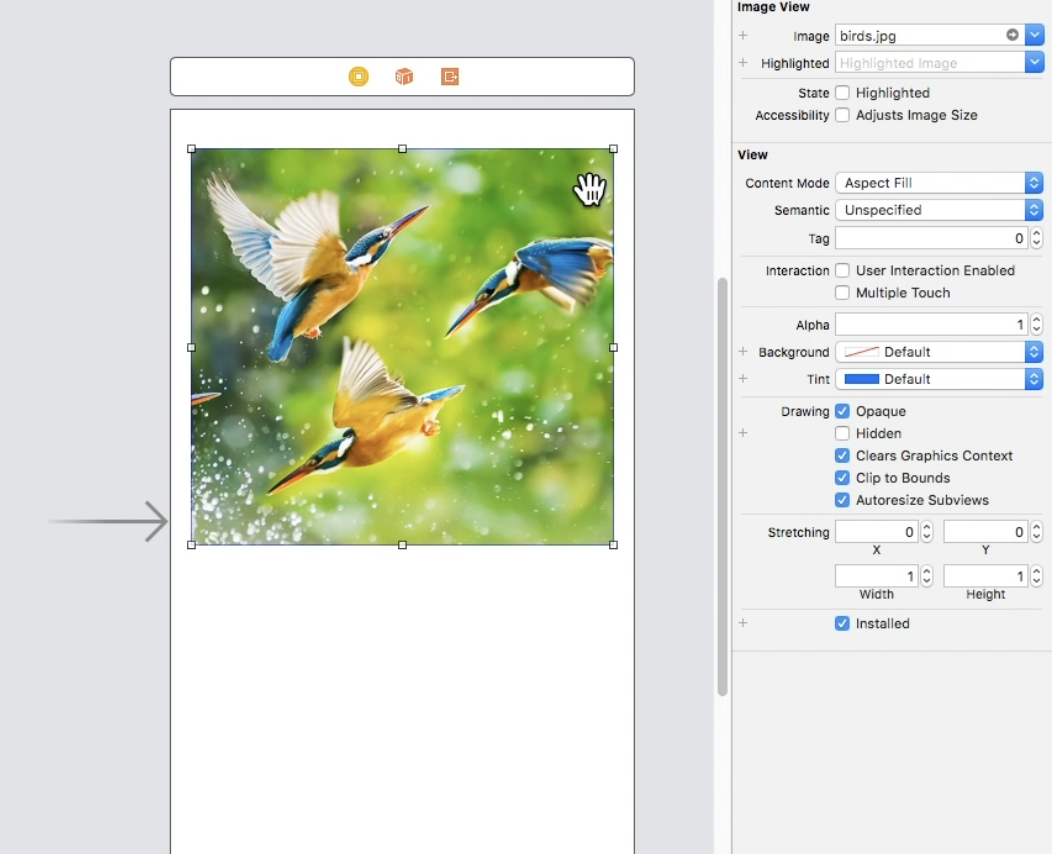 Image View
Image birds.jpg
Highlighted Highlighted Image
State Highlighted
Accessibility Adjusts Image Size
View
Content Mode Aspect Fill
Semantic Unspecified
Tag 0
Interaction User Interaction Enabled
Multiple Touch
Alpha 1
Background Default
Tint Default
Drawing Opaque
Hidden
Clears Graphics Context
Clip to Bounds
Autoresize Subviews
Stretching 0 0
X Y
1 1
Width Height
Installed